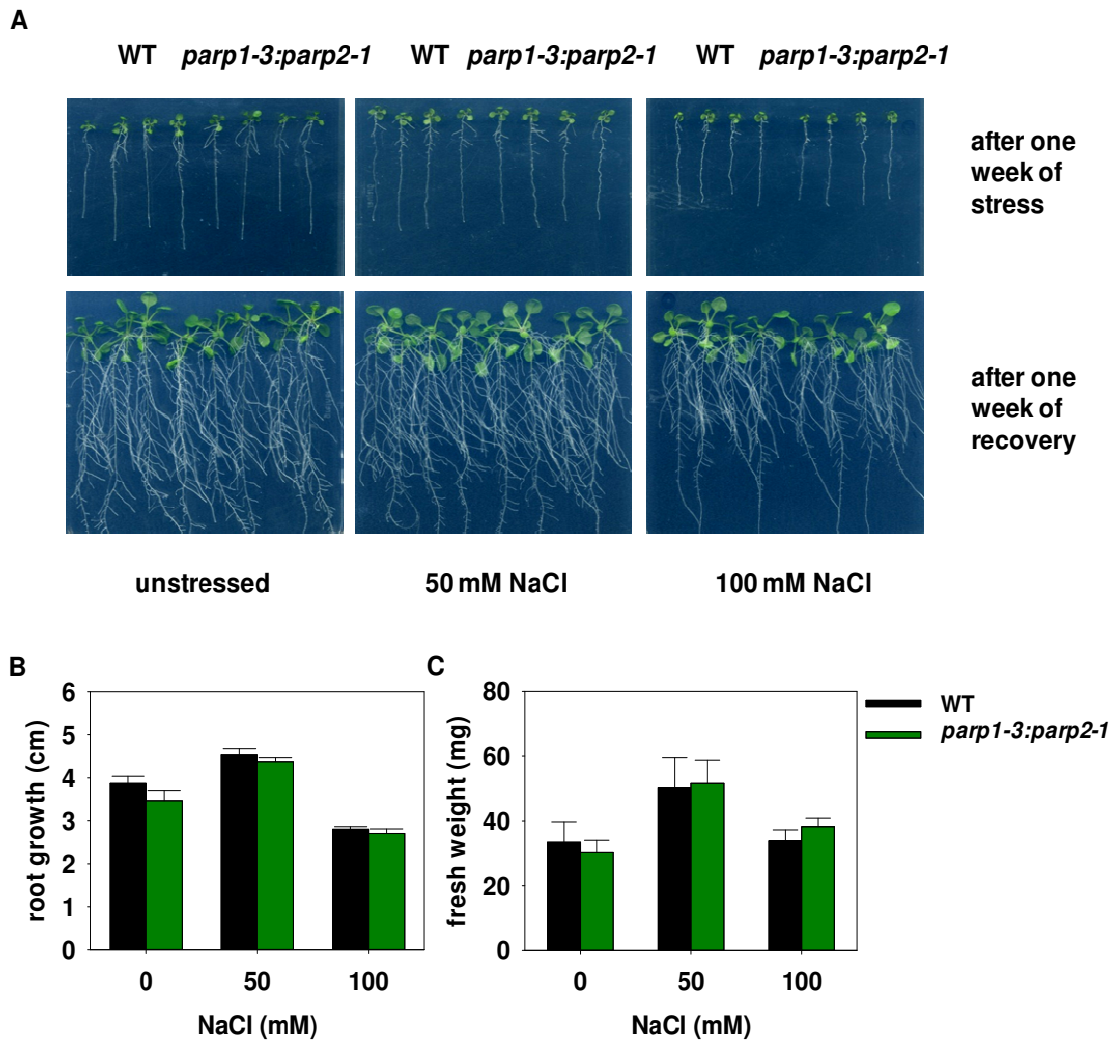 A
WT parp1-3:parp2-1 WT parp1-3:parp2-1 WT parp1-3:parp2-1
after one
week of
stress
after one
week of
recovery
unstressed 50 mM NaCl 100 mM NaCl
B
6
5
4
3
2
1
0
root growth (cm)
0 50 100
NaCl (mM)
C
80
60
40
20
0
fresh weight (mg)
0 50 100
NaCl (mM)
WT
parp1-3:parp2-1